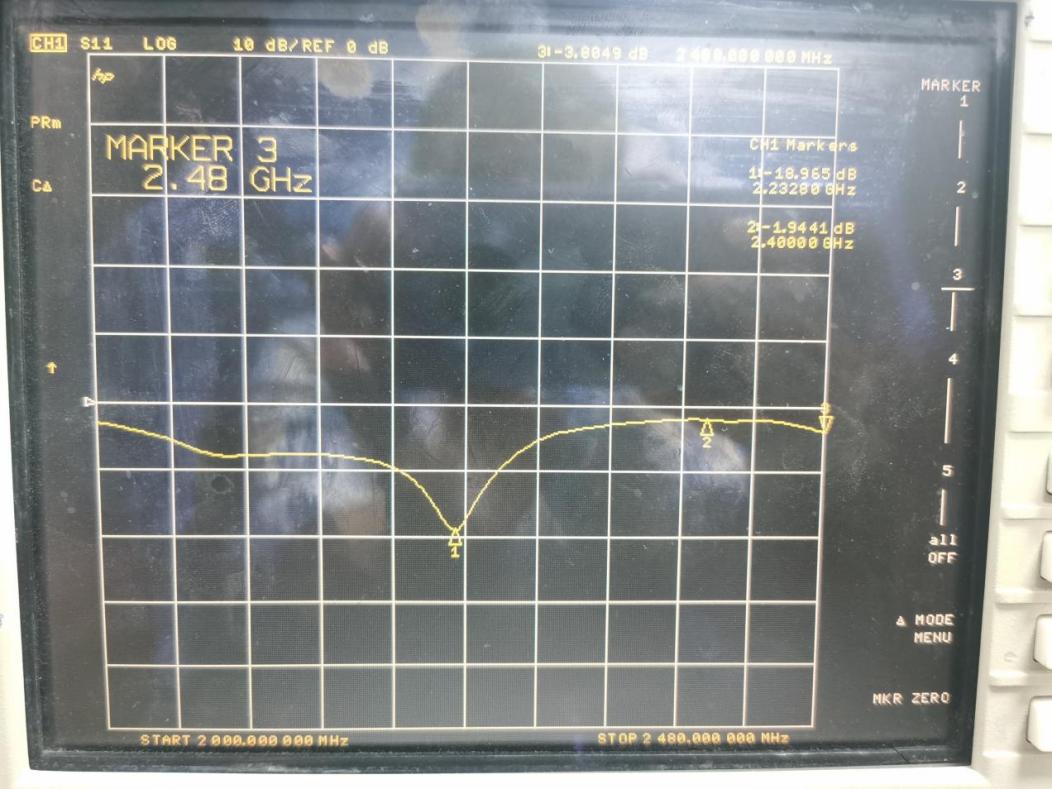 CH1 S11 LOG 10 dB/REF 0 dB 3:-3.8049 dB 2 480.000 000 MHz
hp
PRm
CΔ
MARKER 3
2.48 GHz
CH1 Markers
1:-18.965 dB
2.23280 GHz
2:-1.9441 dB
2.40000 GHz
↑
1
2
3
START 2 000.000 000 MHz
STOP 2 480.000 000 MHz
MARKER
1
2
3
4
5
all
OFF
Δ MODE
MENU
MKR ZERO